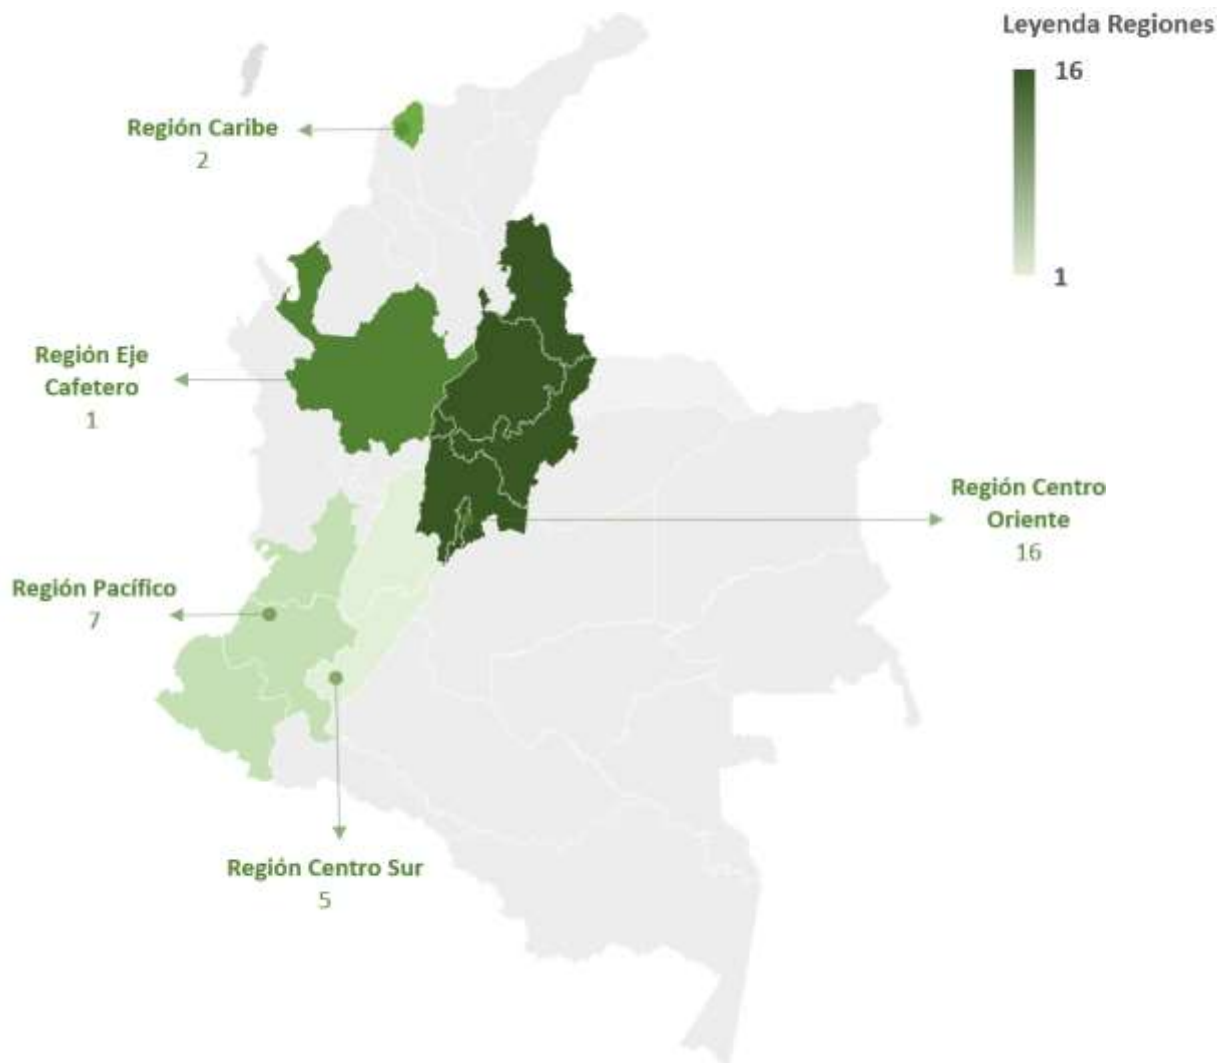 Leyenda Regiones
16
1
Región Caribe
2
Región Eje
Cafetero
1
Región Centro
Oriente
16
Región Pacífico
7
Región Centro Sur
5